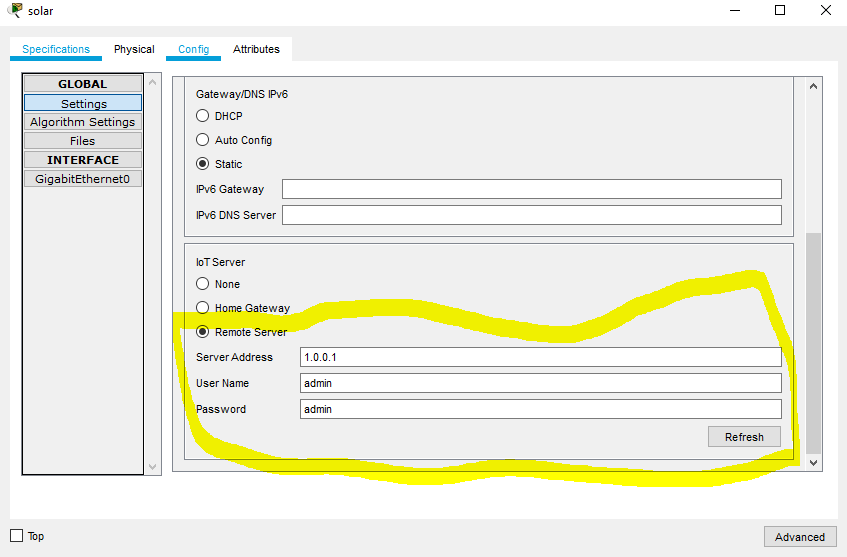 solar
Specifications Physical Config Attributes
GLOBAL
Settings
Algorithm Settings
Files
INTERFACE
GigabitEthernet0
Gateway/DNS IPv6
DHCP
Auto Config
Static
IPv6 Gateway
IPv6 DNS Server
IoT Server
None
Home Gateway
Remote Server
Server Address 1.0.0.1
User Name admin
Password admin
Refresh
Top
Advanced